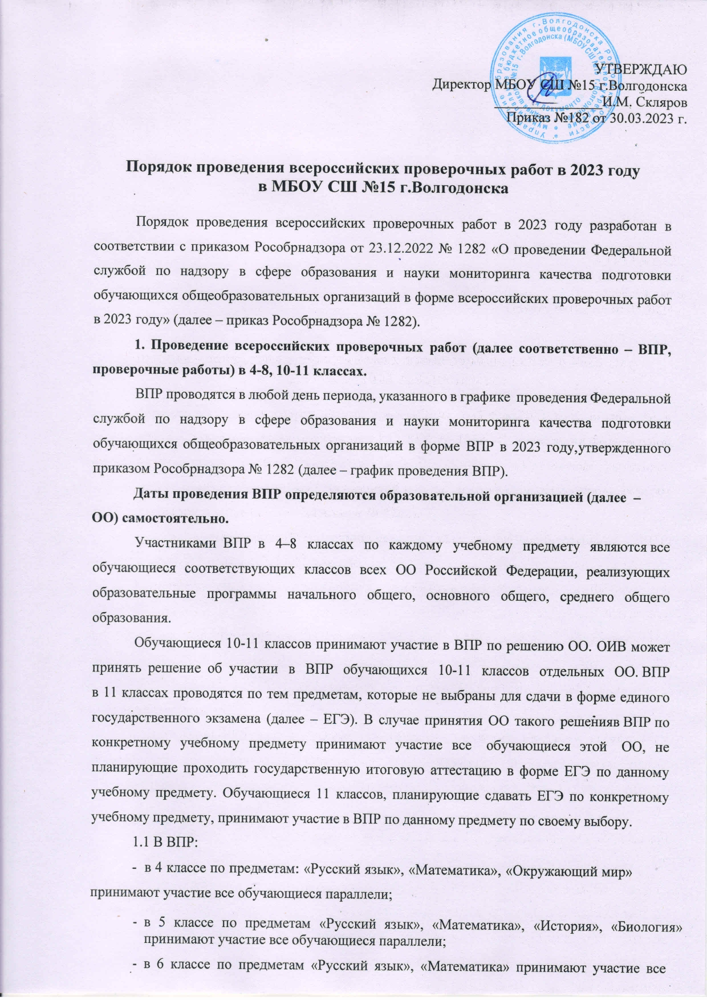 УТВЕРЖДАЮ
Директор МБОУ СШ №15 г.Волгодонска
_______________И.М. Скляров
Приказ №182 от 30.03.2023 г.
Порядок проведения всероссийских проверочных работ в 2023 году
в МБОУ СШ №15 г.Волгодонска
Порядок проведения всероссийских проверочных работ в 2023 году разработан в
соответствии с приказом Рособрнадзора от 23.12.2022 № 1282 «О проведении Федеральной
службой по надзору в сфере образования и науки мониторинга качества подготовки
обучающихся общеобразовательных организаций в форме всероссийских проверочных работ
в 2023 году» (далее – приказ Рособрнадзора № 1282).
1. Проведение всероссийских проверочных работ (далее соответственно – ВПР,
проверочные работы) в 4-8, 10-11 классах.
ВПР проводятся в любой день периода, указанного в графике проведения Федеральной
службой по надзору в сфере образования и науки мониторинга качества подготовки
обучающихся общеобразовательных организаций в форме ВПР в 2023 году,утвержденного
приказом Рособрнадзора № 1282 (далее – график проведения ВПР).
Даты проведения ВПР определяются образовательной организацией (далее –
ОО) самостоятельно.
Участниками ВПР в 4–8 классах по каждому учебному предмету являются все
обучающиеся соответствующих классов всех ОО Российской Федерации, реализующих
образовательные программы начального общего, основного общего, среднего общего
образования.
Обучающиеся 10-11 классов принимают участие в ВПР по решению ОО. ОИВ может
принять решение об участии в ВПР обучающихся 10-11 классов отдельных ОО. ВПР
в 11 классах проводятся по тем предметам, которые не выбраны для сдачи в форме единого
государственного экзамена (далее – ЕГЭ). В случае принятия ОО такого решенияв ВПР по
конкретному учебному предмету принимают участие все обучающиеся этой ОО, не
планирующие проходить государственную итоговую аттестацию в форме ЕГЭ по данному
учебному предмету. Обучающиеся 11 классов, планирующие сдавать ЕГЭ по конкретному
учебному предмету, принимают участие в ВПР по данному предмету по своему выбору.
1.1 В ВПР:
- в 4 классе по предметам: «Русский язык», «Математика», «Окружающий мир»
принимают участие все обучающиеся параллели;
- в 5 классе по предметам «Русский язык», «Математика», «История», «Биология»
принимают участие все обучающиеся параллели;
- в 6 классе по предметам «Русский язык», «Математика» принимают участие все